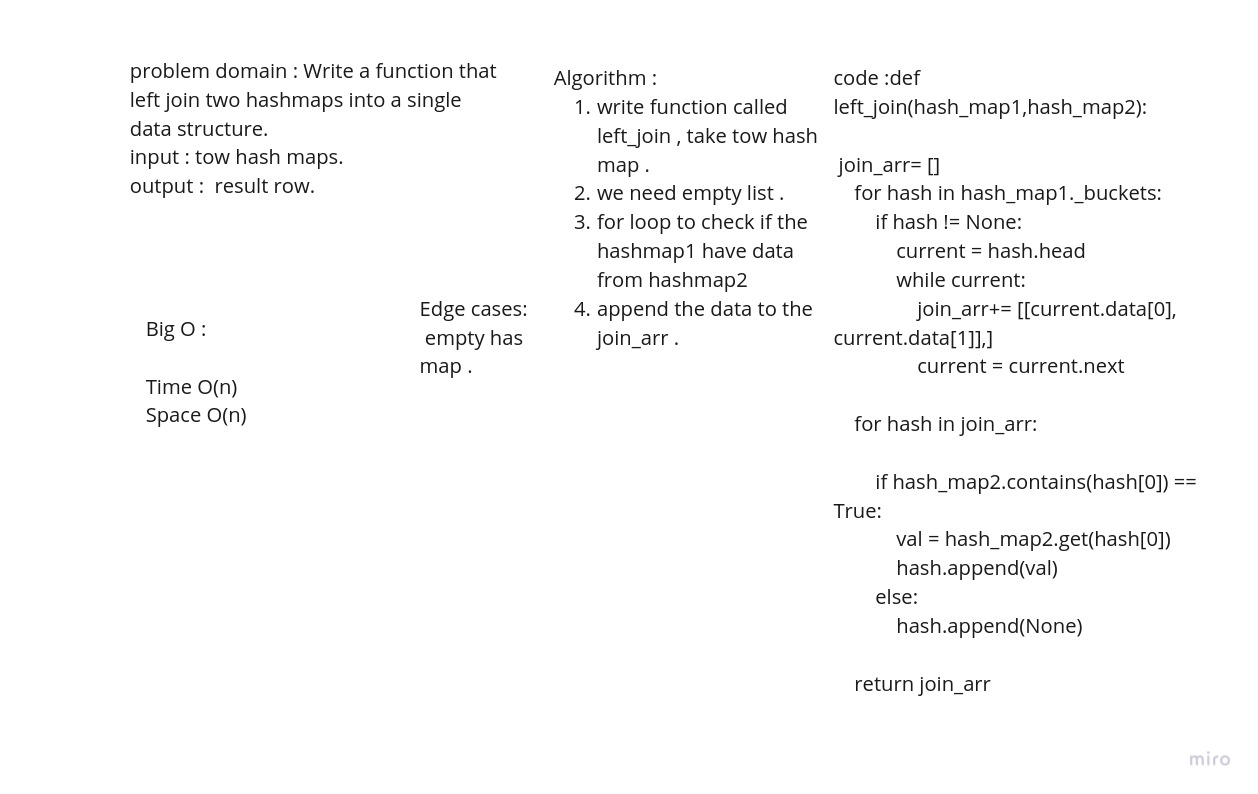 problem domain : Write a function that
left join two hashmaps into a single
data structure.
input : tow hash maps.
output :  result row.
Big O :
Time O(n)
Space O(n)
Edge cases:
empty has
map .
Algorithm :
1. write function called
left_join , take tow hash
map .
2. we need empty list .
3. for loop to check if the
hashmap1 have data
from hashmap2
4. append the data to the
join_arr .
code :def
left_join(hash_map1,hash_map2):
join_arr= []
for hash in hash_map1._buckets:
if hash != None:
current = hash.head
while current:
join_arr+= [[current.data[0],
current.data[1]],]
current = current.next
for hash in join_arr:
if hash_map2.contains(hash[0]) ==
True:
val = hash_map2.get(hash[0])
hash.append(val)
else:
hash.append(None)
return join_arr
miro